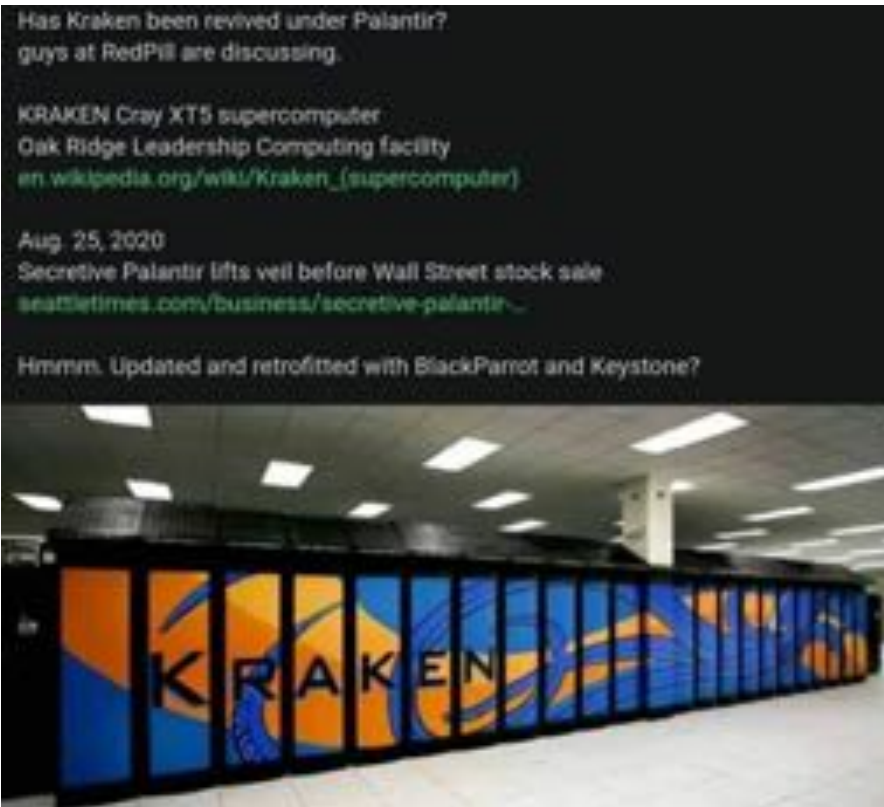 Has Kraken been revived under Palantir?
guys at RedPill are discussing.
KRAKEN Cray XT5 supercomputer
Oak Ridge Leadership Computing facility
en.wikipedia.org/wiki/Kraken_(supercomputer)
Aug. 25, 2020
Secretive Palantir lifts veil before Wall Street stock sale
seattletimes.com/business/secretive-palantir-...
Hmmm. Updated and retrofitted with BlackParrot and Keystone?
KRAKEN